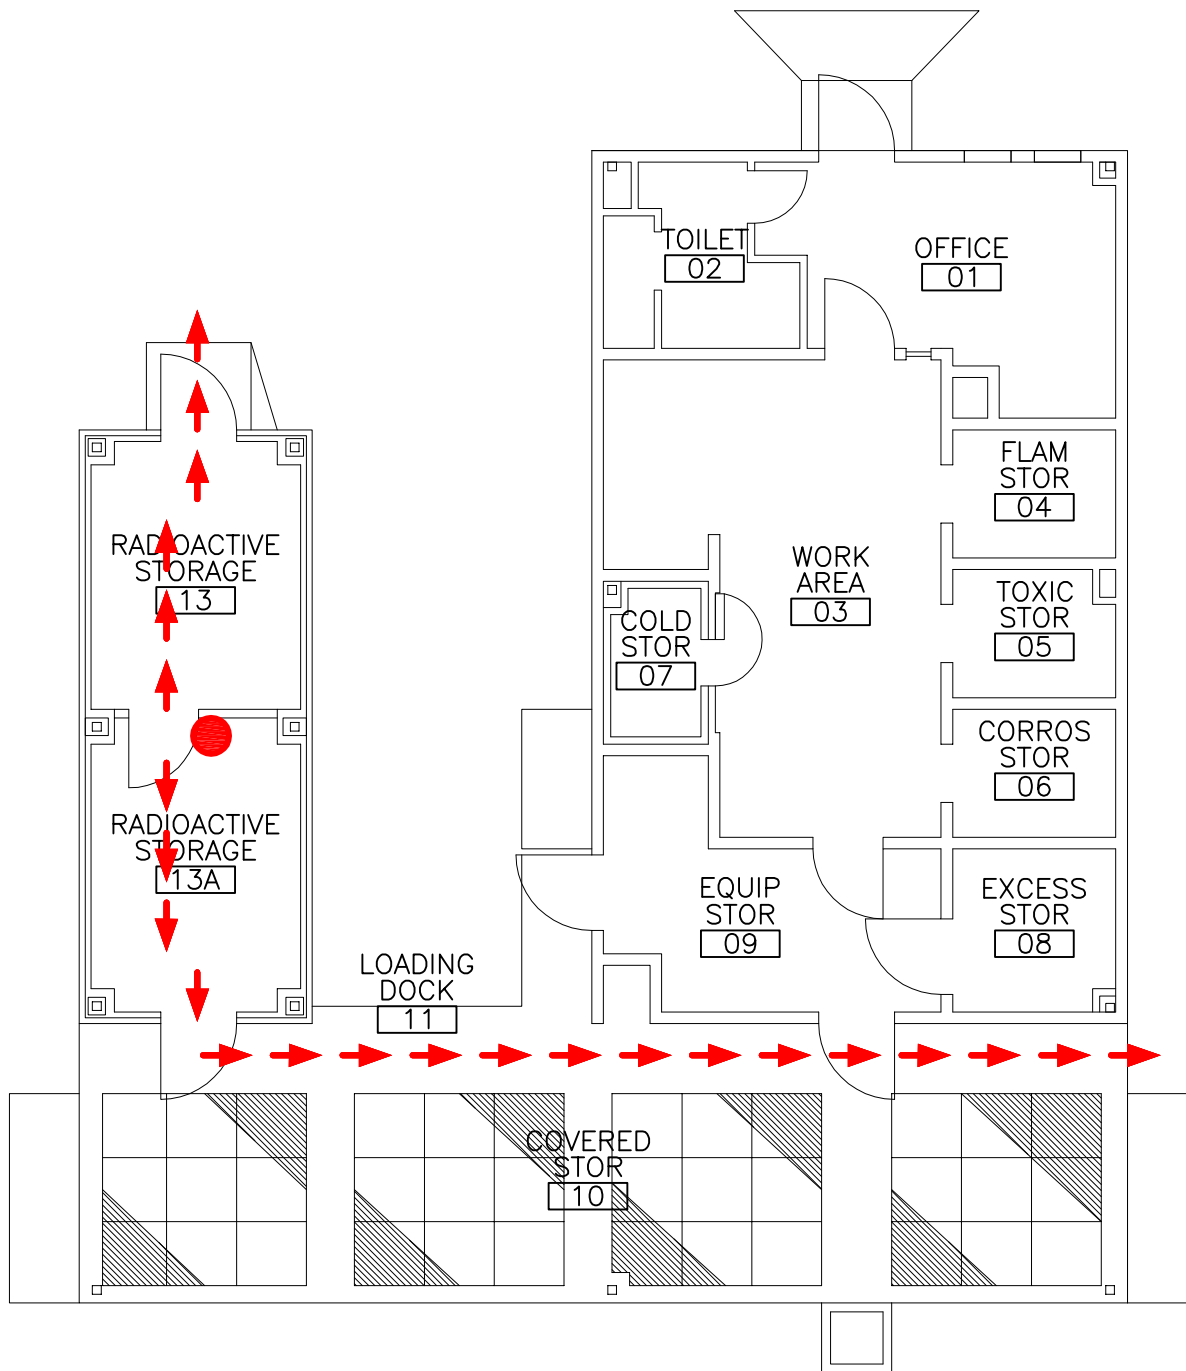 TOILET
02
OFFICE
01
FLAM
STOR
04
RADIOACTIVE
STORAGE
13
WORK
AREA
03
TOXIC
STOR
05
COLD
STOR
07
CORROS
STOR
06
RADIOACTIVE
STORAGE
13A
EQUIP
STOR
09
EXCESS
STOR
08
LOADING
DOCK
11
COVERED
STOR
10